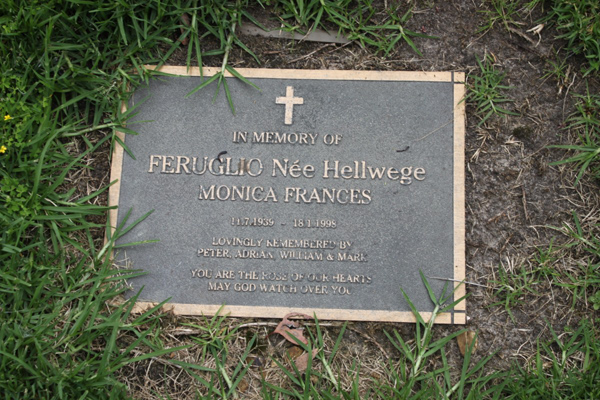 IN MEMORY OF
FERUGLIO Née Hellwege
MONICA FRANCES
14.7.1939 - 18.1.1998
LOVINGLY REMEMBERED BY
PETER, ADRIAN, WILLIAM & MARK
YOU ARE THE ROSE OF OUR HEARTS
MAY GOD WATCH OVER YOU